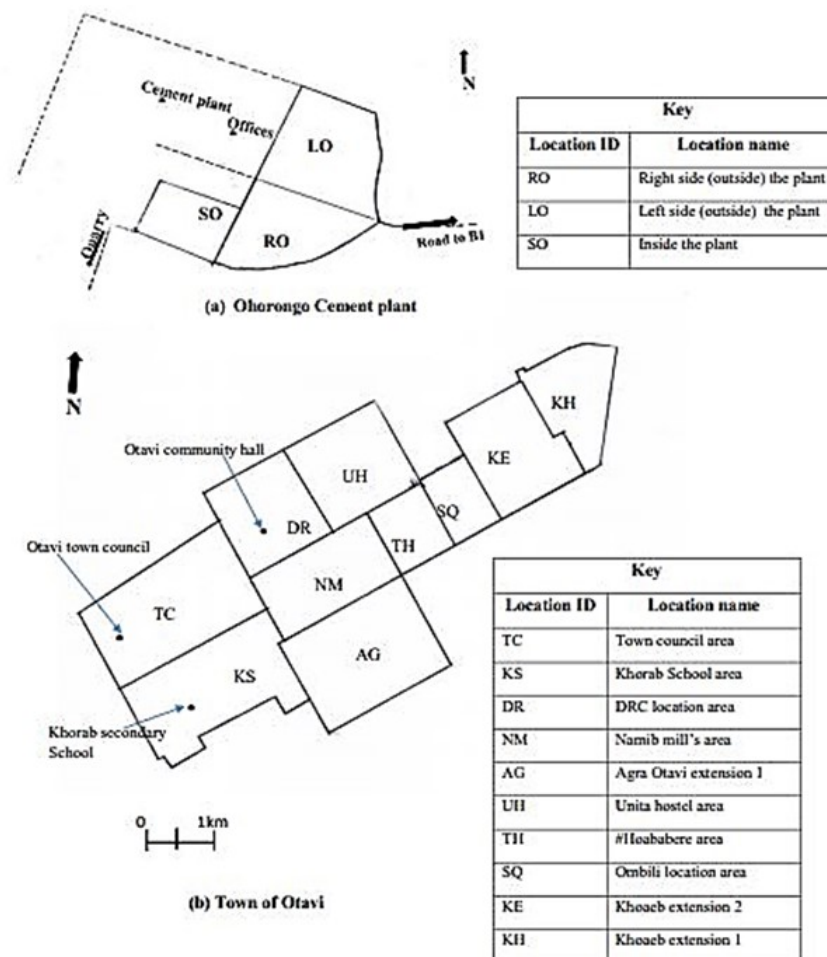 N
Cement plant
Offices
LO
SO
RO
Quarry
Road to B1
(a) Ohorongo Cement plant
Key
Location ID Location name
RO Right side (outside) the plant
LO Left side (outside) the plant
SO Inside the plant
N
Otavi community hall
Otavi town council
Khorab secondary
School
KH
KE
UH
SQ
DR
TH
NM
TC
AG
KS
0 1km
(b) Town of Otavi
Key
Location ID Location name
TC Town council area
KS Khorab School area
DR DRC location area
NM Namib mill's area
AG Agra Otavi extension 1
UH Unita hostel area
TH #Hoababere area
SQ Ombili location area
KE Khoaeb extension 2
KH Khoaeb extension 1